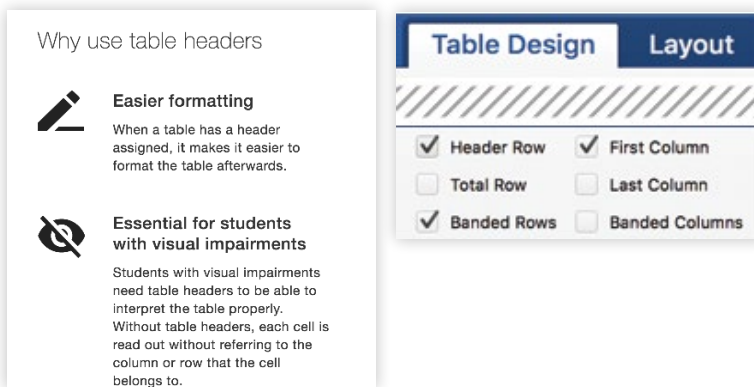 Why use table headers
Easier formatting
When a table has a header
assigned, it makes it easier to
format the table afterwards.
Essential for students
with visual impairments
Students with visual impairments
need table headers to be able to
interpret the table properly.
Without table headers, each cell is
read out without referring to the
column or row that the cell
belongs to.
Table Design Layout
Header Row First Column
Total Row Last Column
Banded Rows Banded Columns